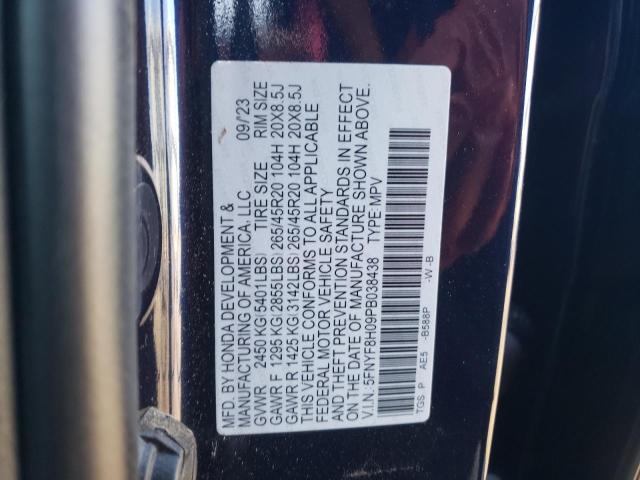 MFD. BY HONDA DEVELOPMENT &
MANUFACTURING OF AMERICA, LLC 09/23
GVWR 2450 KG(5401LBS) TIRE SIZE RIM SIZE
GAWR F 1295 KG(2855LBS)265/45R20 104H 20X8.5J
GAWR R 1425 KG(3142LBS)265/45R20 104H 20X8.5J
THIS VEHICLE CONFORMS TO ALL APPLICABLE
FEDERAL MOTOR VEHICLE SAFETY
AND THEFT PREVENTION STANDARDS IN EFFECT
ON THE DATE OF MANUFACTURE SHOWN ABOVE.
V.I.N.: 5FNYF8H09PB038438 TYPE: MPV
TGS P AE5 -B588P -W-B